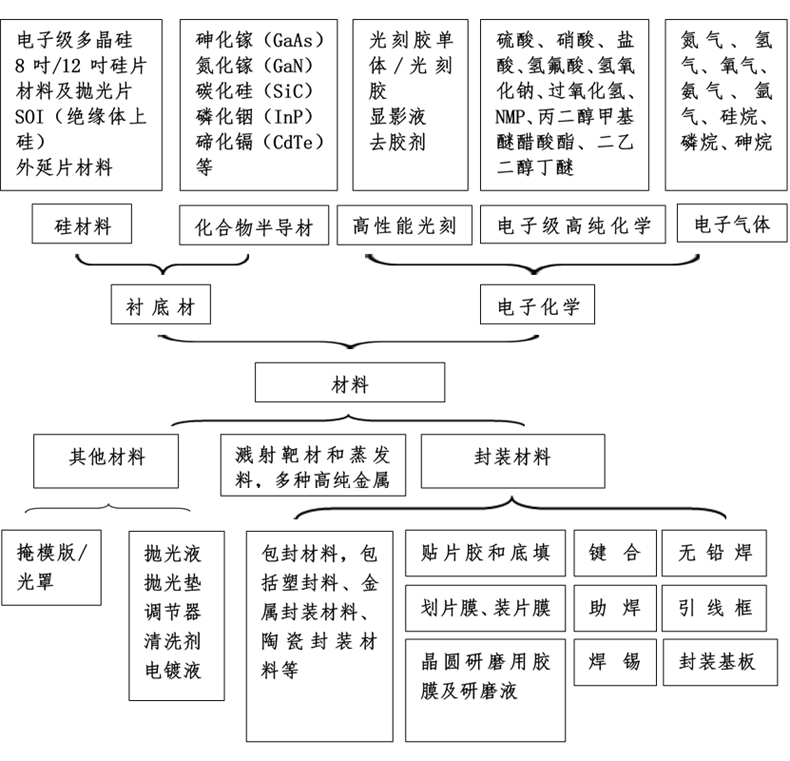 电子级多晶硅
8 吋/12 吋硅片
材料及抛光片
SOI（绝缘体上
硅）
外延片材料
砷化镓（GaAs）
氮化镓（GaN）
碳化硅（SiC）
磷化铟（InP）
碲化镉（CdTe）
等
光刻胶单
体/光刻
胶
显影液
去胶剂
硫酸、硝酸、盐
酸、氢氟酸、氢氧
化钠、过氧化氢、
NMP、丙二醇甲基
醚醋酸酯、二乙
二醇丁醚
氮气、氢
气、氧气、
氨气、氩
气、硅烷、
磷烷、砷烷
硅材料
化合物半导材
高性能光刻
电子级高纯化学
电子气体
衬底材
电子化学
材料
其他材料
溅射靶材和蒸发
料，多种高纯金属
封装材料
掩模版/
光罩
抛光液
抛光垫
调节器
清洗剂
电镀液
包封材料，包
括塑封料、金
属封装材料、
陶瓷封装材
料等
贴片胶和底填
划片膜、装片膜
晶圆研磨用胶
膜及研磨液
键合
助焊
焊锡
无铅焊
引线框
封装基板